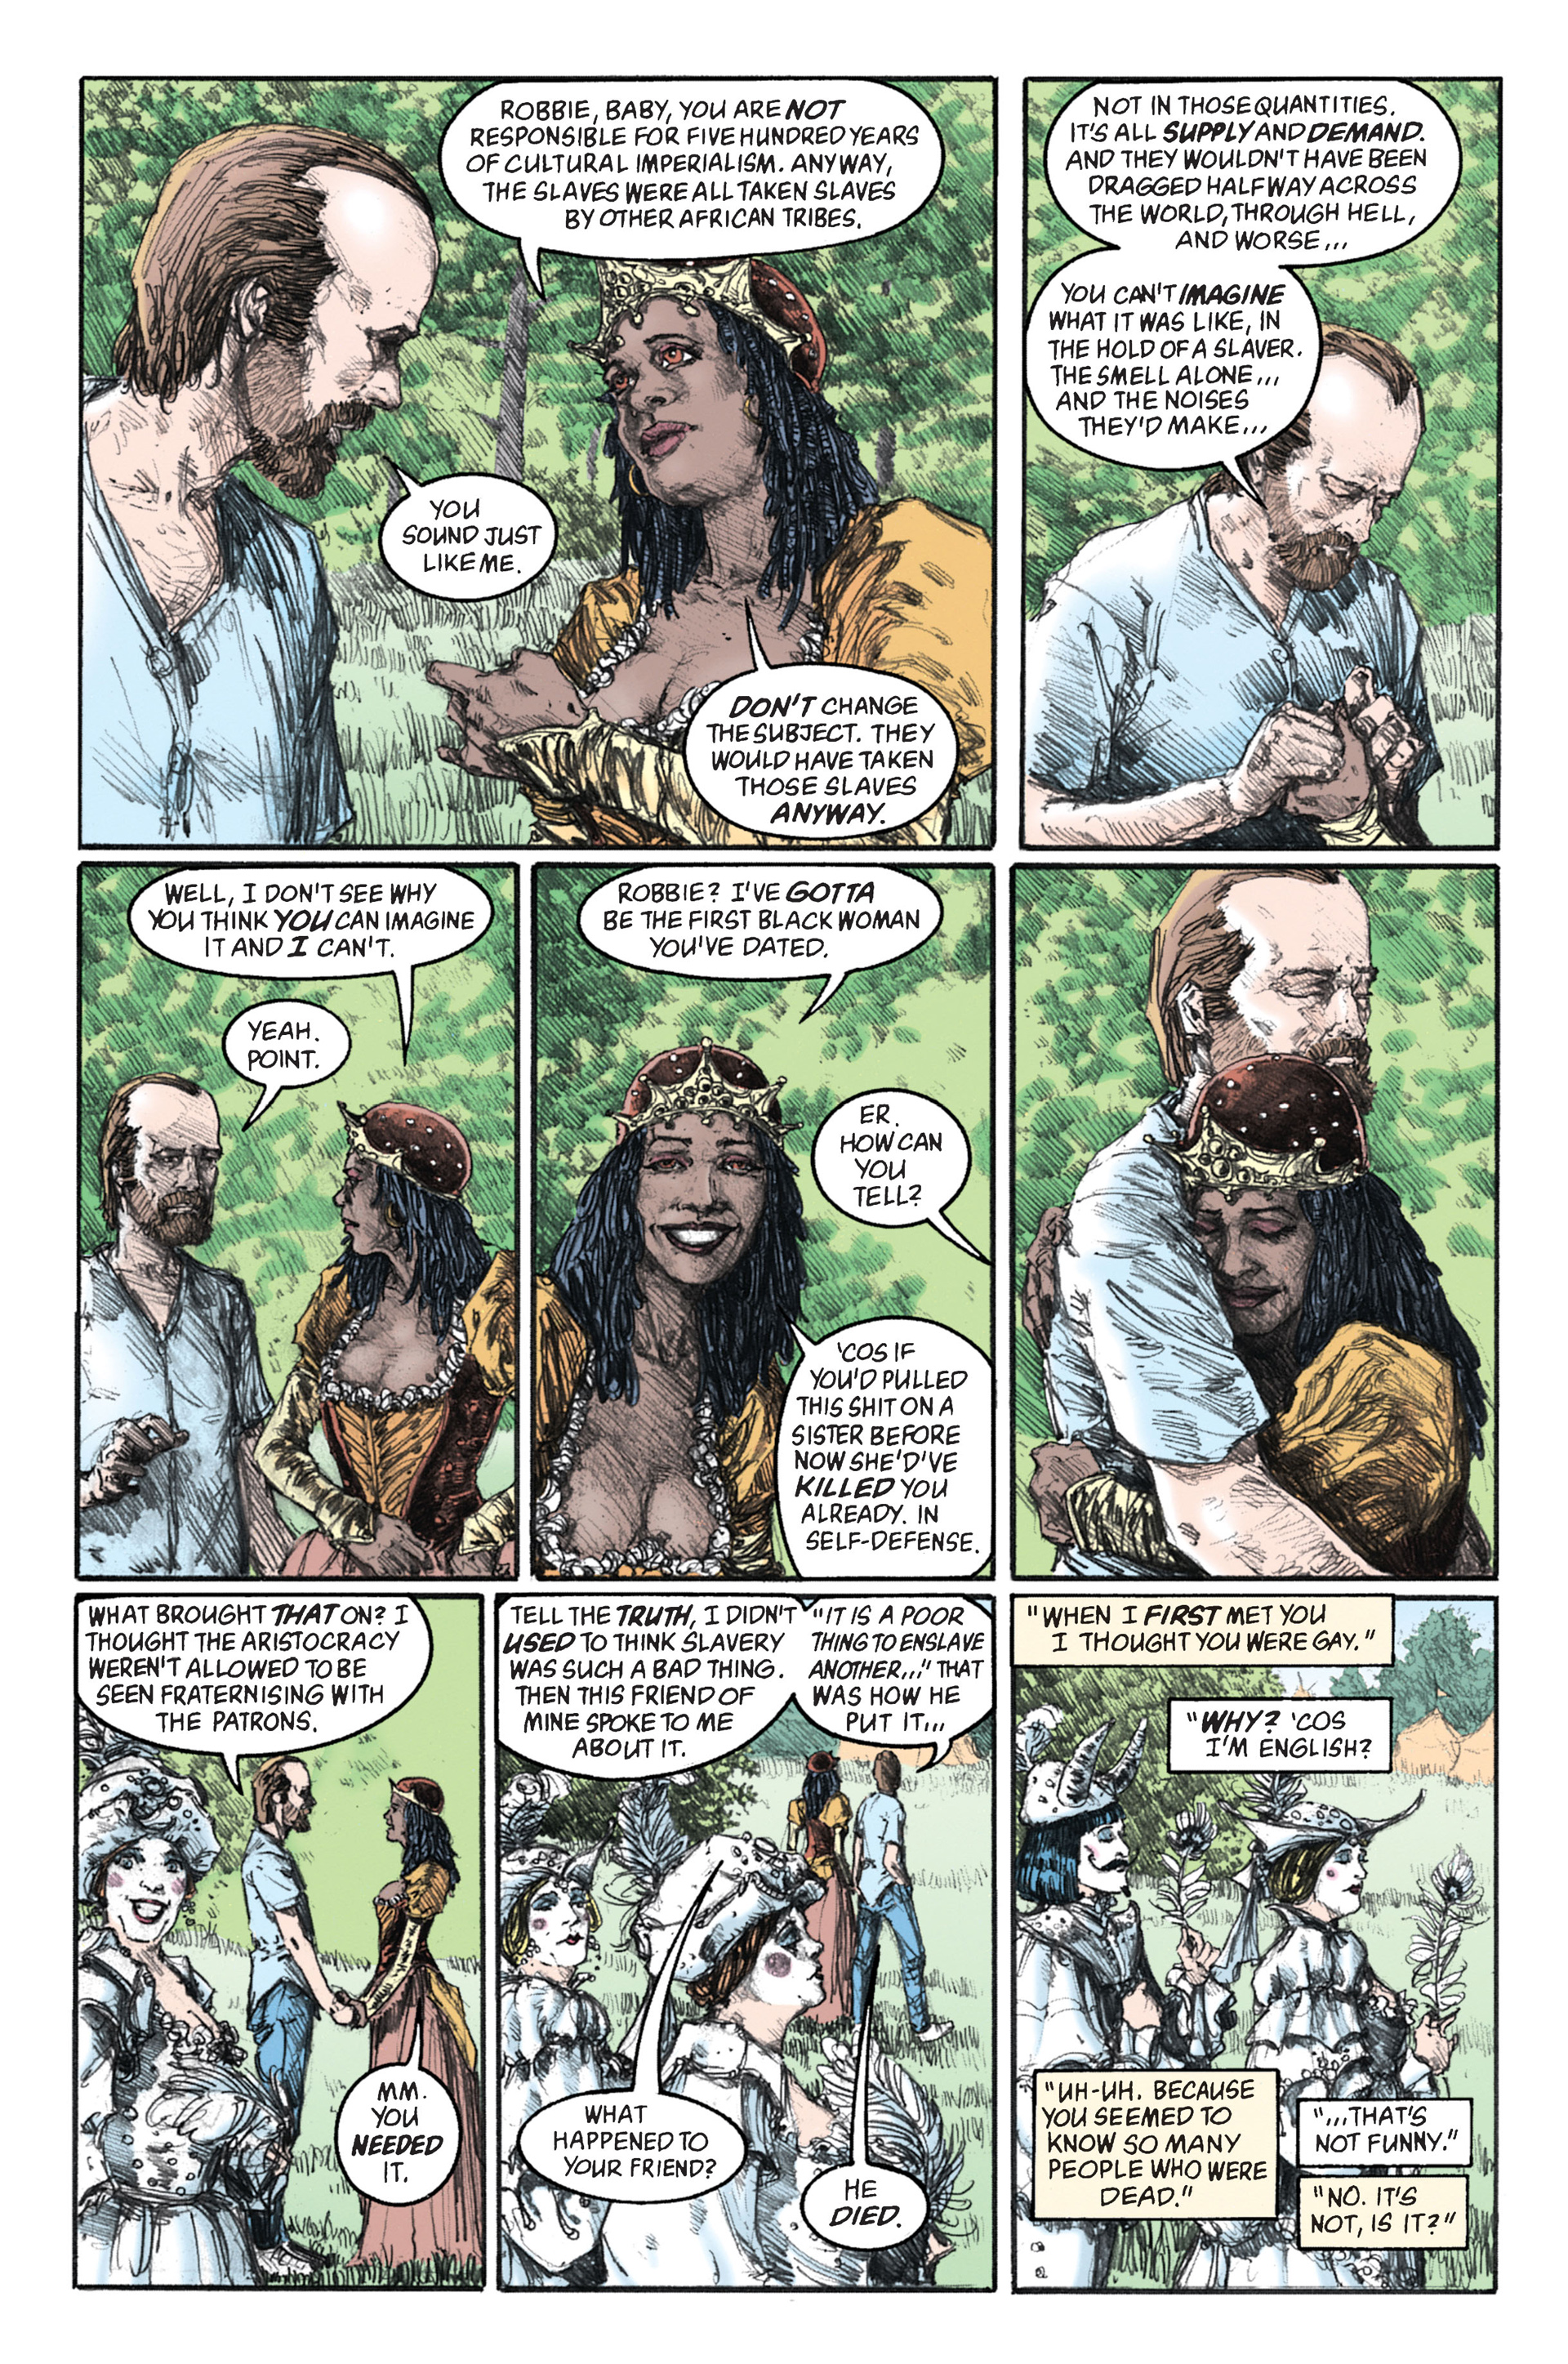 ROBBIE, BABY, YOU ARE NOT
RESPONSIBLE FOR FIVE HUNDRED YEARS
OF CULTURAL IMPERIALISM. ANYWAY,
THE SLAVES WERE ALL TAKEN SLAVES
BY OTHER AFRICAN TRIBES.
YOU
SOUND JUST
LIKE ME.
DON'T CHANGE
THE SUBJECT. THEY
WOULD HAVE TAKEN
THOSE SLAVES
ANYWAY.
NOT IN THOSE QUANTITIES.
IT'S ALL SUPPLY AND DEMAND.
AND THEY WOULDN'T HAVE BEEN
DRAGGED HALFWAY ACROSS
THE WORLD, THROUGH HELL,
AND WORSE...
YOU CAN'T IMAGINE
WHAT IT WAS LIKE, IN
THE HOLD OF A SLAVER.
THE SMELL ALONE...
AND THE NOISES
THEY'D MAKE...
WELL, I DON'T SEE WHY
YOU THINK YOU CAN IMAGINE
IT AND I CAN'T.
YEAH.
POINT.
ROBBIE? I'VE GOTTA
BE THE FIRST BLACK WOMAN
YOU'VE DATED.
ER.
HOW CAN
YOU
TELL?
'COS IF
YOU'D PULLED
THIS SHIT ON A
SISTER BEFORE
NOW SHE'D'VE
KILLED YOU
ALREADY. IN
SELF-DEFENSE.
WHAT BROUGHT THAT ON? I
THOUGHT THE ARISTOCRACY
WEREN'T ALLOWED TO BE
SEEN FRATERNISING WITH
THE PATRONS.
MM.
YOU
NEEDED
IT.
TELL THE TRUTH, I DIDN'T
USED TO THINK SLAVERY
WAS SUCH A BAD THING.
THEN THIS FRIEND OF
MINE SPOKE TO ME
ABOUT IT.
"IT IS A POOR
THING TO ENSLAVE
ANOTHER..." THAT
WAS HOW HE
PUT IT...
WHAT
HAPPENED TO
YOUR FRIEND?
HE
DIED.
"WHEN I FIRST MET YOU
I THOUGHT YOU WERE GAY."
"WHY? 'COS
I'M ENGLISH?
"UH-UH. BECAUSE
YOU SEEMED TO
KNOW SO MANY
PEOPLE WHO WERE
DEAD."
"...THAT'S
NOT FUNNY."
"NO. IT'S
NOT, IS IT?"